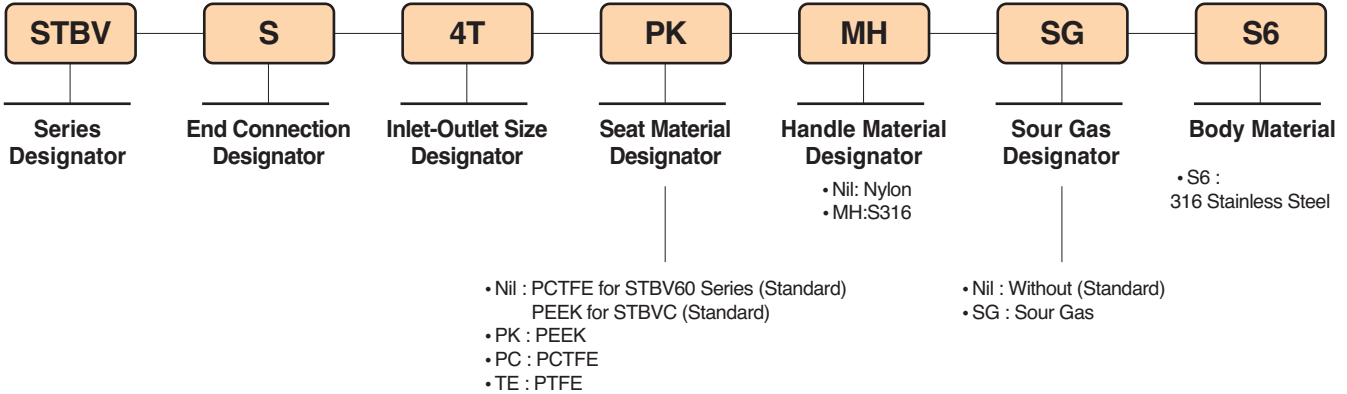 STBV
S
4T
PK
MH
SG
S6
Series
Designator
End Connection
Designator
Inlet-Outlet Size
Designator
Seat Material
Designator
Handle Material
Designator
• Nil: Nylon
• MH:S316
Sour Gas
Designator
Body Material
• S6 :
316 Stainless Steel
• Nil : PCTFE for STBV60 Series (Standard)
PEEK for STBVC (Standard)
• PK : PEEK
• PC : PCTFE
• TE : PTFE
• Nil : Without (Standard)
• SG : Sour Gas